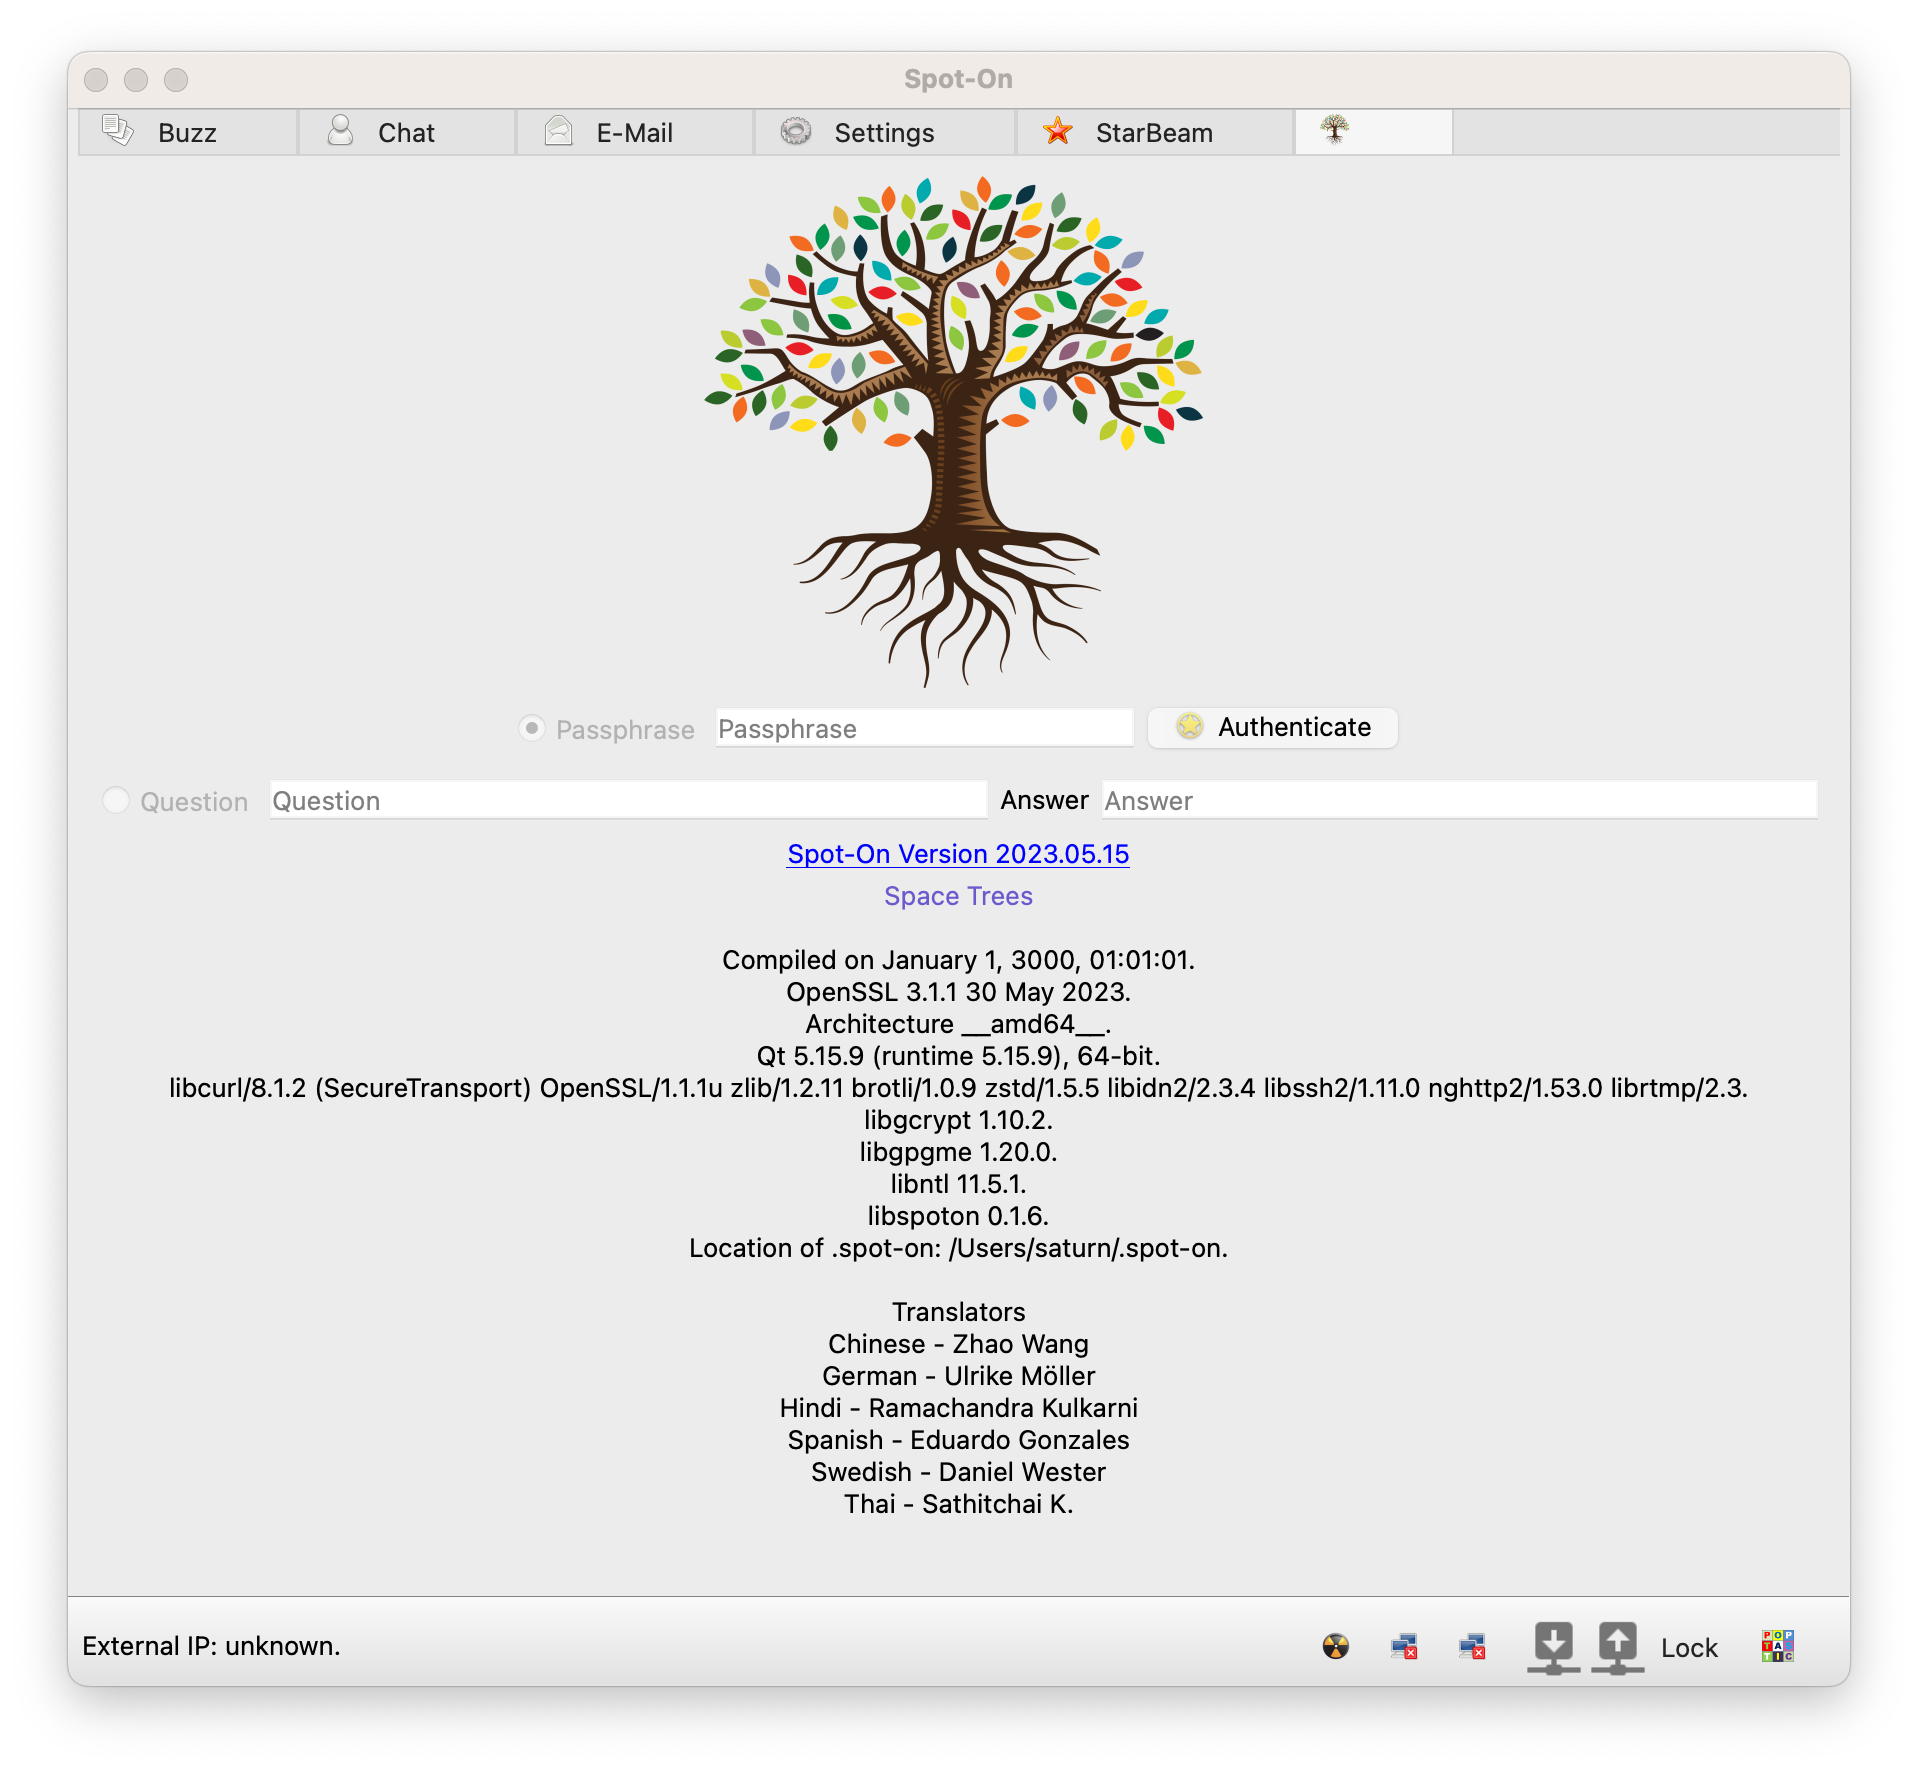 Spot-On
Buzz
Chat
E-Mail
Settings
StarBeam
Passphrase
Passphrase
Authenticate
Question
Question
Answer
Answer
Spot-On Version 2023.05.15
Space Trees
Compiled on January 1, 3000, 01:01:01.
OpenSSL 3.1.1 30 May 2023.
Architecture __amd64__.
Qt 5.15.9 (runtime 5.15.9), 64-bit.
libcurl/8.1.2 (SecureTransport) OpenSSL/1.1.1u zlib/1.2.11 brotli/1.0.9 zstd/1.5.5 libidn2/2.3.4 libssh2/1.11.0 nghttp2/1.53.0 librtmp/2.3.
libgcrypt 1.10.2.
libgpgme 1.20.0.
libntl 11.5.1.
libspoton 0.1.6.
Location of .spot-on: /Users/saturn/.spot-on.
Translators
Chinese - Zhao Wang
German - Ulrike Möller
Hindi - Ramachandra Kulkarni
Spanish - Eduardo Gonzales
Swedish - Daniel Wester
Thai - Sathitchai K.
External IP: unknown.
Lock
POP
TAS
TIC